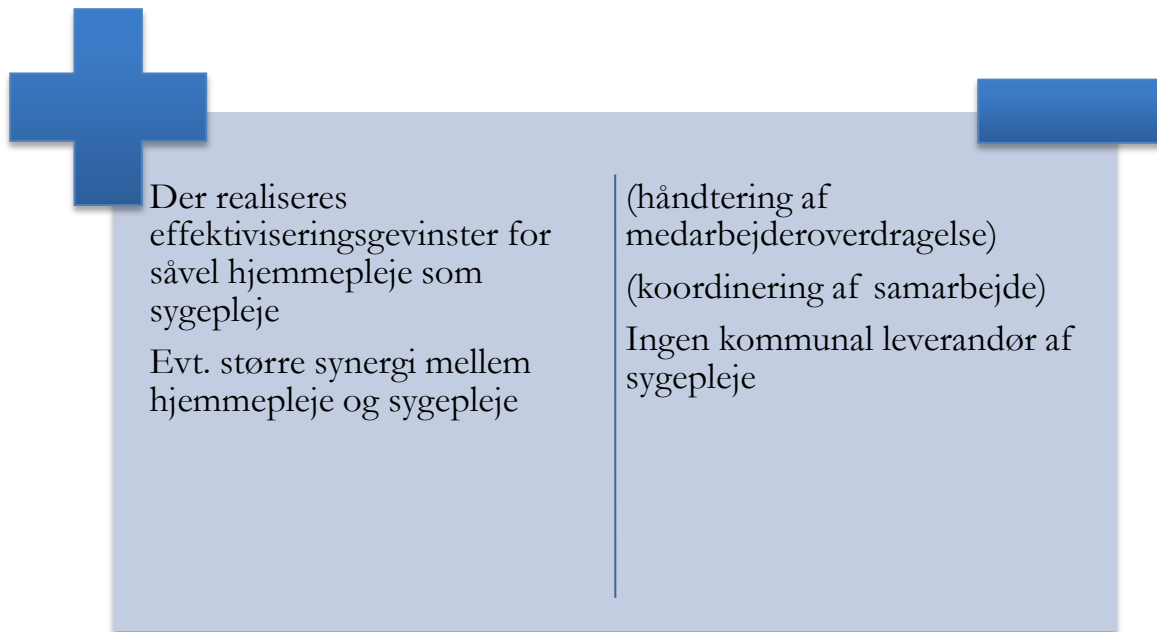 Der realiseres
effektiviseringsgevinster for
såvel hjemmepleje som
sygepleje
Evt. større synergi mellem
hjemmepleje og sygepleje
(håndtering af
medarbejderoverdragelse)
(koordinering af samarbejde)
Ingen kommunal leverandør af
sygepleje